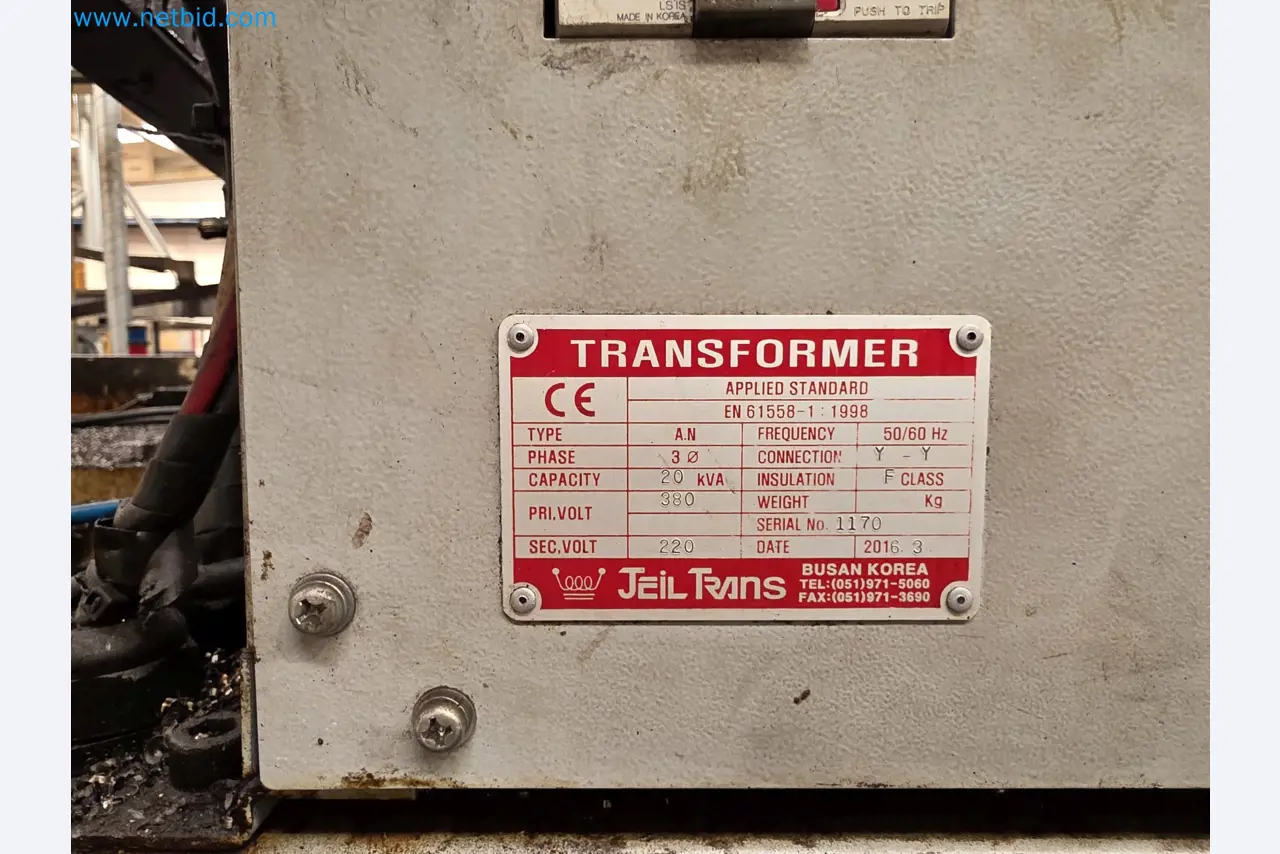 www.netbid.com
LSIS
MADE IN KOREA
PUSH TO TRIP
TRANSFORMER
CE APPLIED STANDARD
EN 61558-1 : 1998
TYPE A.N FREQUENCY 50/60 Hz
PHASE 3 Ø CONNECTION Y - Y
CAPACITY 20 kVA INSULATION F CLASS
PRI,VOLT 380 WEIGHT Kg
SERIAL No. 1170
SEC,VOLT 220 DATE 2016. 3
JEIL TRANS BUSAN KOREA
TEL:(051)971-5060
FAX:(051)971-3690